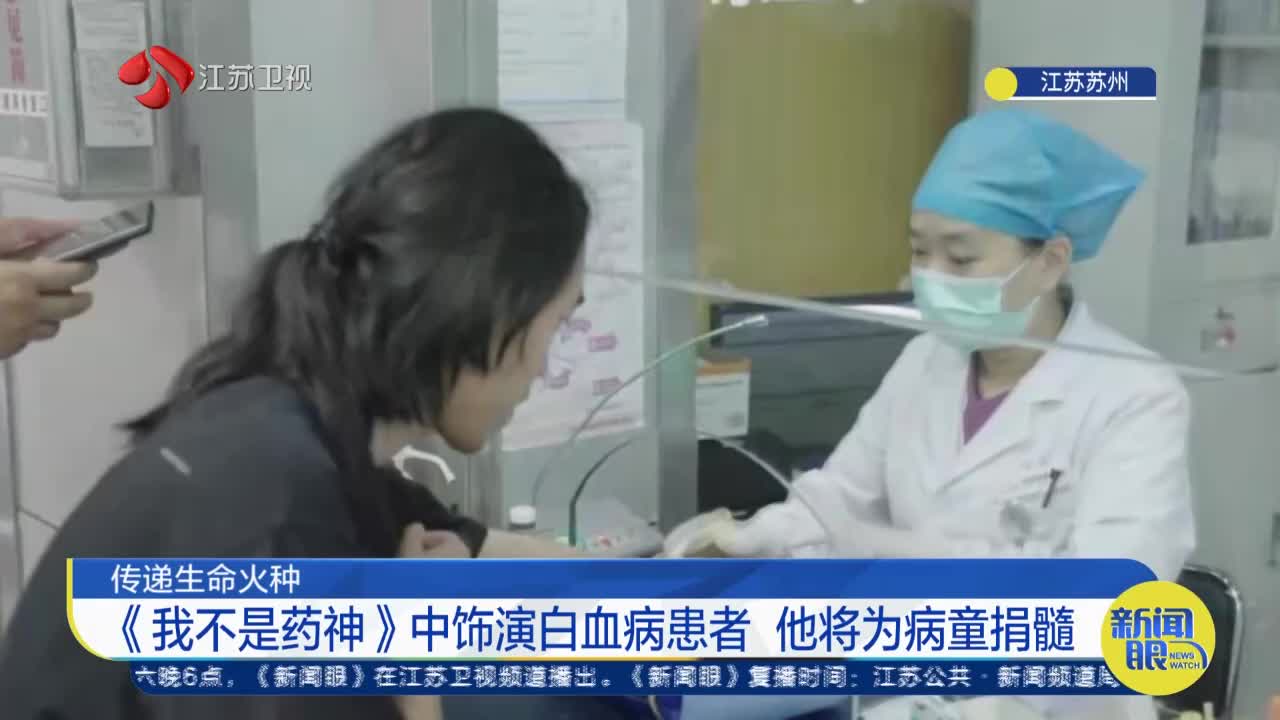 江苏卫视
江苏苏州
传递生命火种
《我不是药神》中饰演白血病患者 他将为病童捐髓
新闻眼
NEWS
WATCH
六晚6点，《新闻眼》在江苏卫视频道播出。《新闻眼》复播时间：江苏公共·新闻频道周